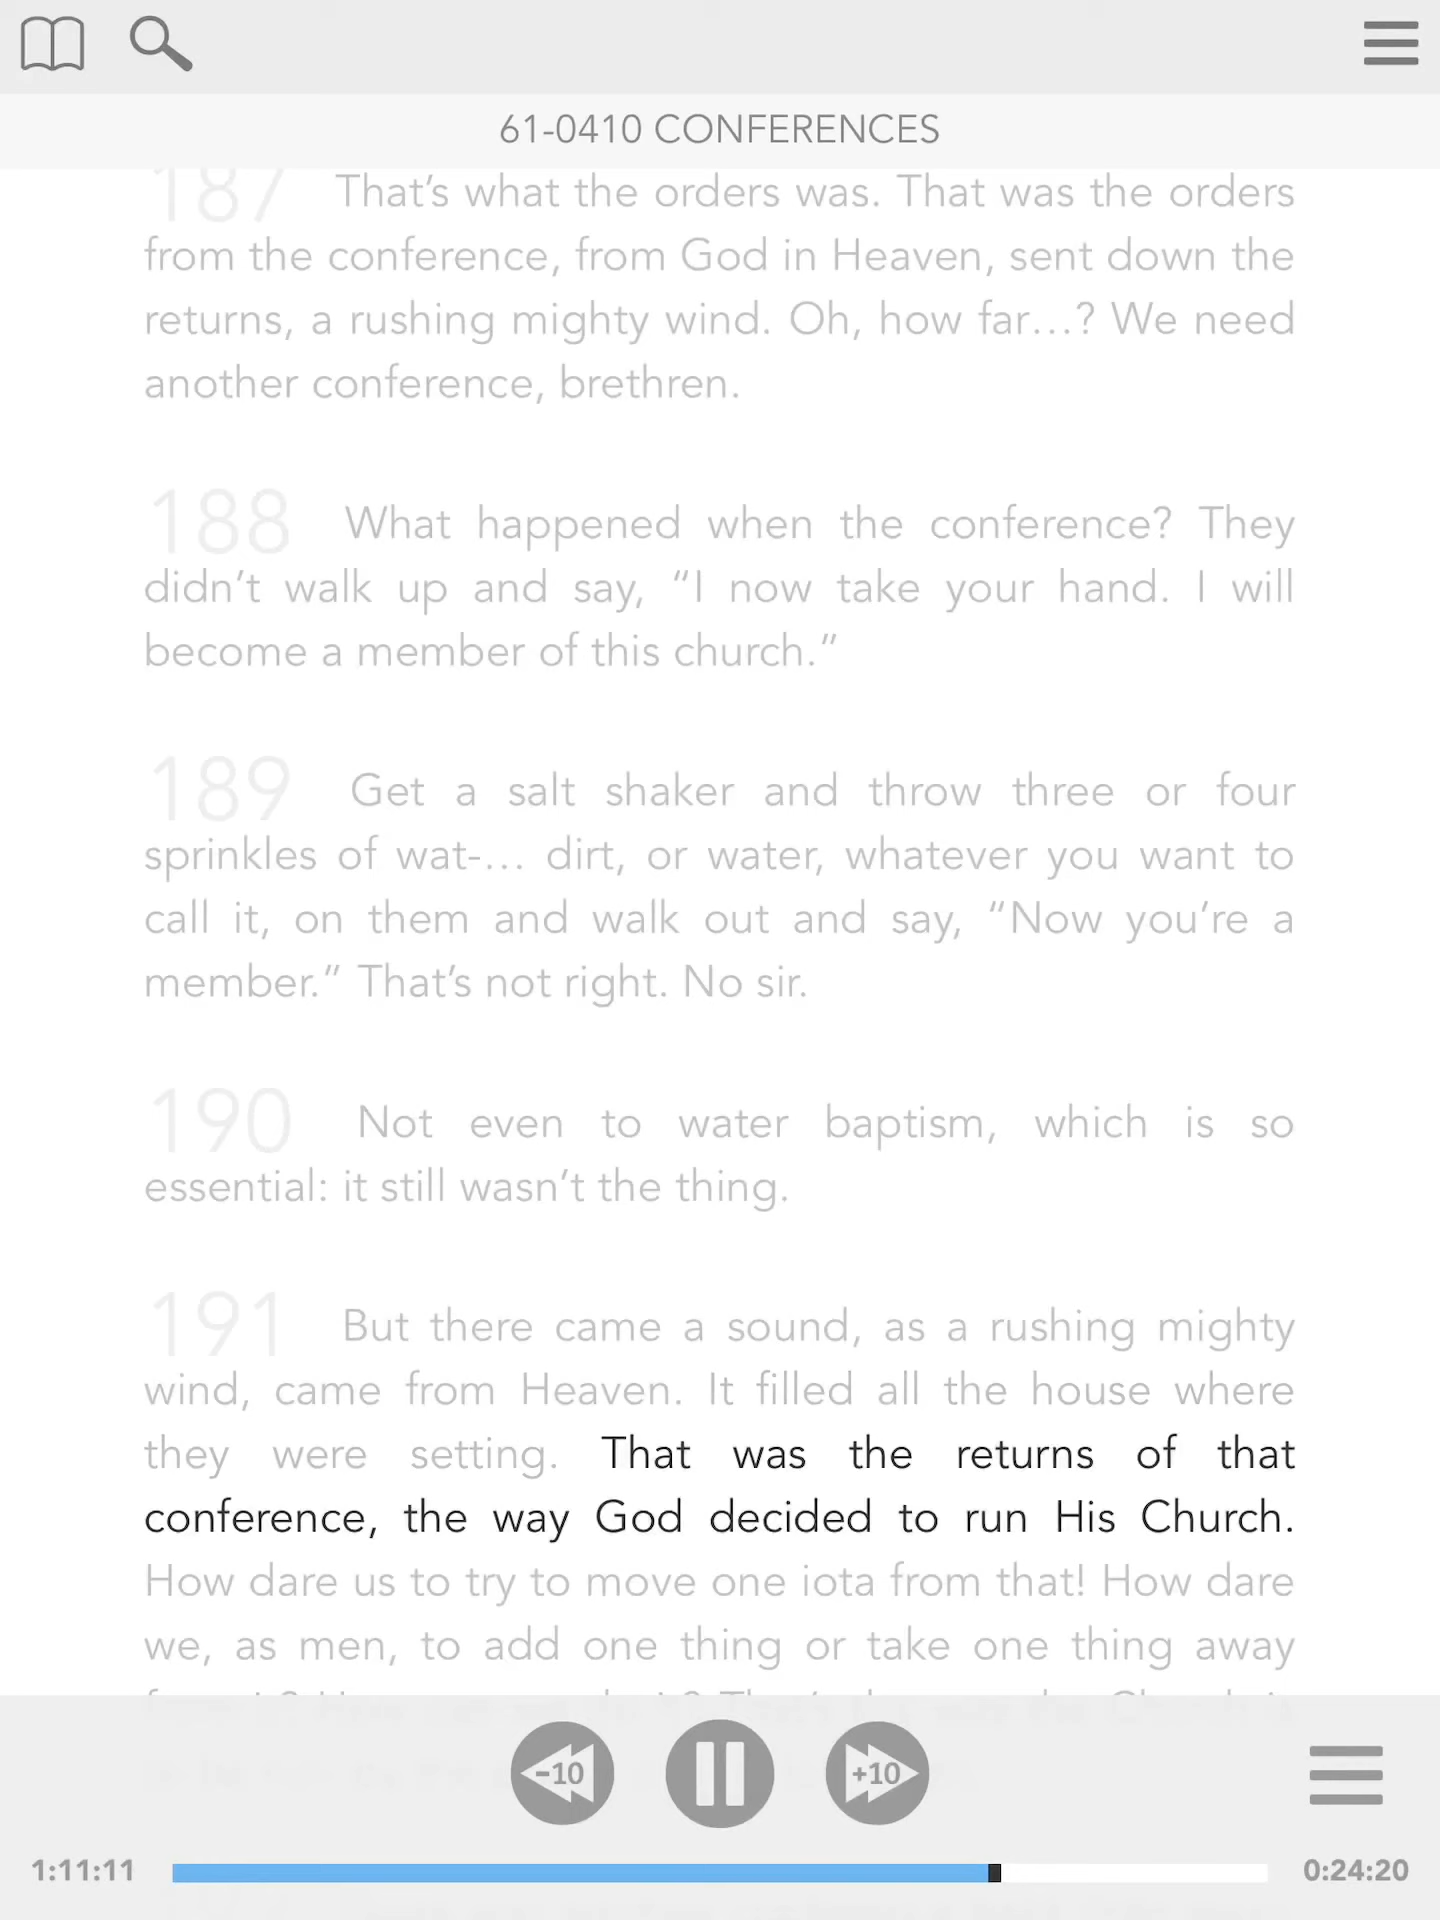 61-0410 CONFERENCES
187 That’s what the orders was. That was the orders
from the conference, from God in Heaven, sent down the
returns, a rushing mighty wind. Oh, how far…? We need
another conference, brethren.
188 What happened when the conference? They
didn’t walk up and say, “I now take your hand. I will
become a member of this church.”
189 Get a salt shaker and throw three or four
sprinkles of wat-… dirt, or water, whatever you want to
call it, on them and walk out and say, “Now you’re a
member.” That’s not right. No sir.
190 Not even to water baptism, which is so
essential: it still wasn’t the thing.
191 But there came a sound, as a rushing mighty
wind, came from Heaven. It filled all the house where
they were setting. That was the returns of that
conference, the way God decided to run His Church.
How dare us to try to move one iota from that! How dare
we, as men, to add one thing or take one thing away
-10 +10
1:11:11 0:24:20